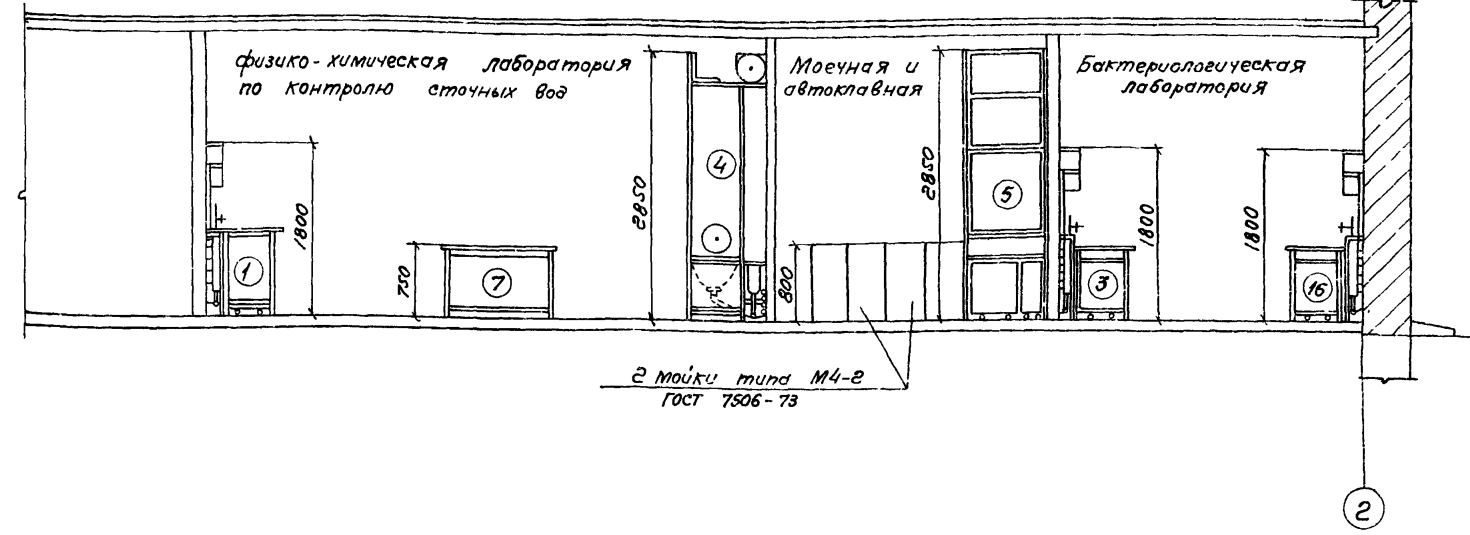 физико-химическая лаборатория
по контролю сточных вод
Моечная и
автоклавная
Бактериологическая
лаборатория
1800
1
750
7
2850
4
800
2850
5
3
1800
1800
16
2 мойки типа М4-2
ГОСТ 7506-73
2